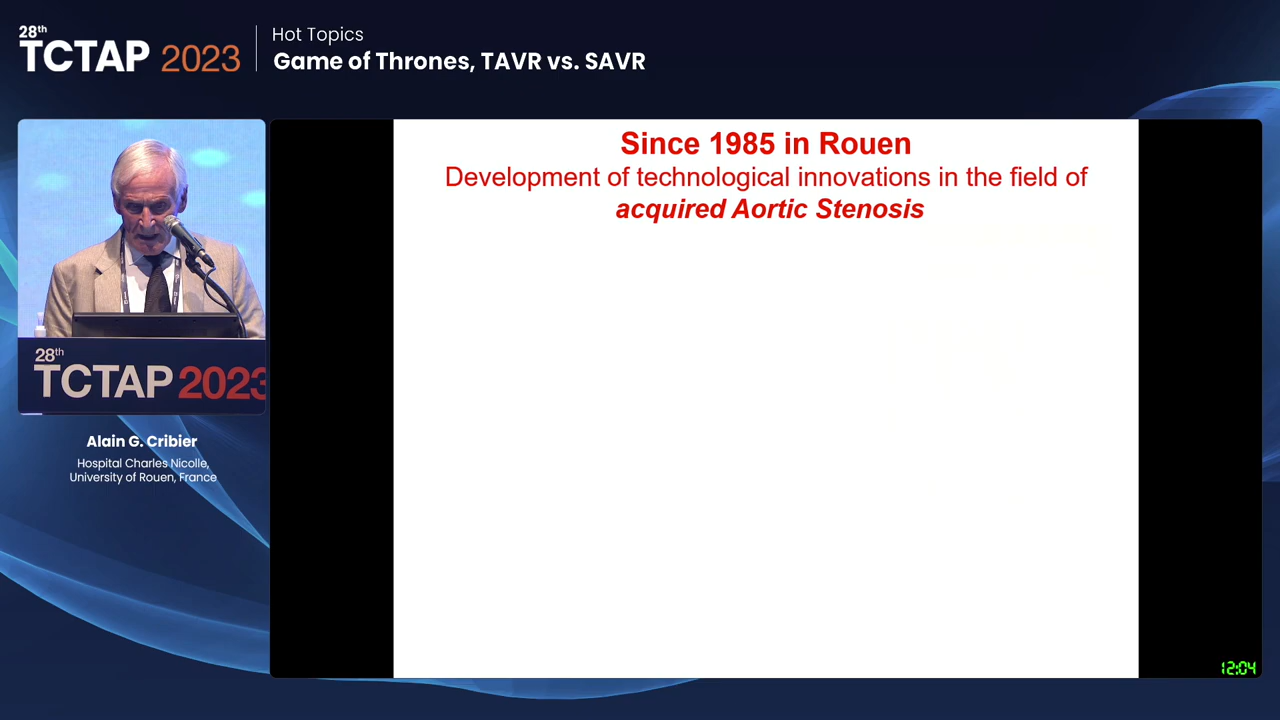 28th
TCTAP 2023
Hot Topics
Game of Thrones, TAVR vs. SAVR
Since 1985 in Rouen
Development of technological innovations in the field of
acquired Aortic Stenosis
28th
TCTAP 2023
Alain G. Cribier
Hospital Charles Nicolle,
University of Rouen, France
12:04